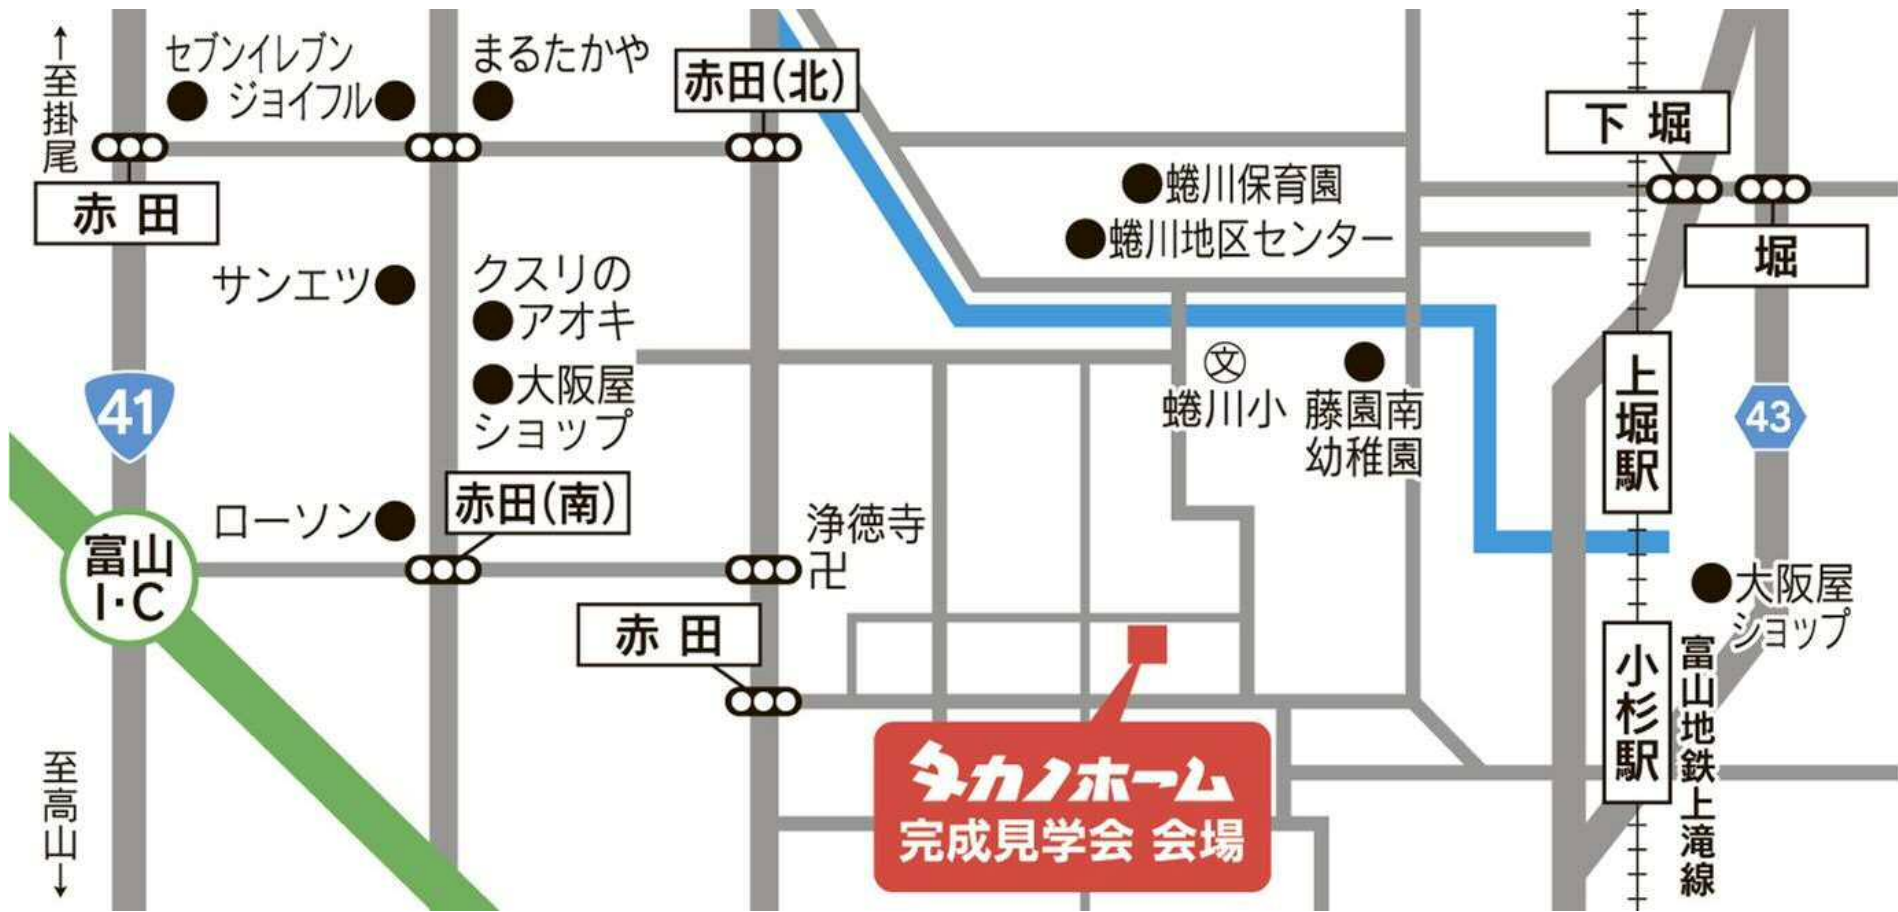 ↑至掛尾
セブンイレブン
ジョイフル
まるたかや
赤田(北)
下堀
赤田
蜷川保育園
蜷川地区センター
堀
サンエツ
クスリの
アオキ
大阪屋
ショップ
41
文
蜷川小
藤園南
幼稚園
上堀駅
43
ローソン
赤田(南)
浄徳寺
卍
富山
I・C
赤田
大阪屋
ショップ
小杉駅
富山地鉄上滝線
至高山↓
タカノホーム
完成見学会 会場